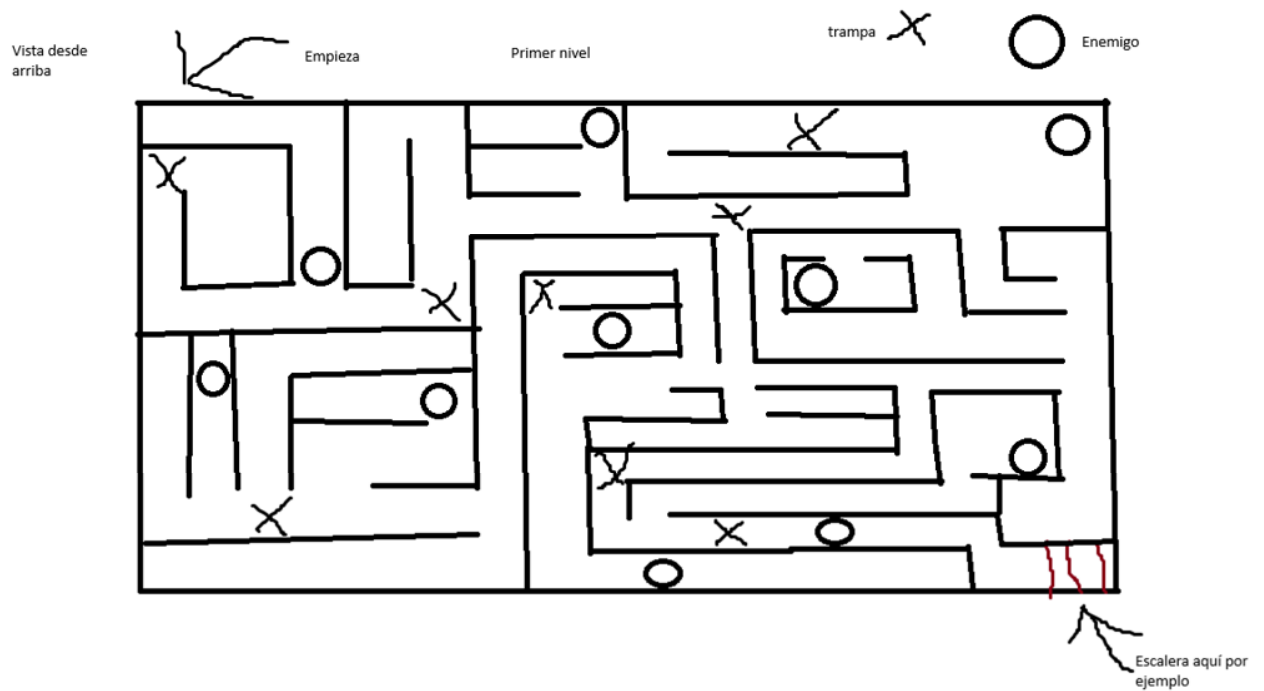 Vista desde
arriba
Empieza
Primer nivel
trampa
Enemigo
Escalera aquí por
ejemplo